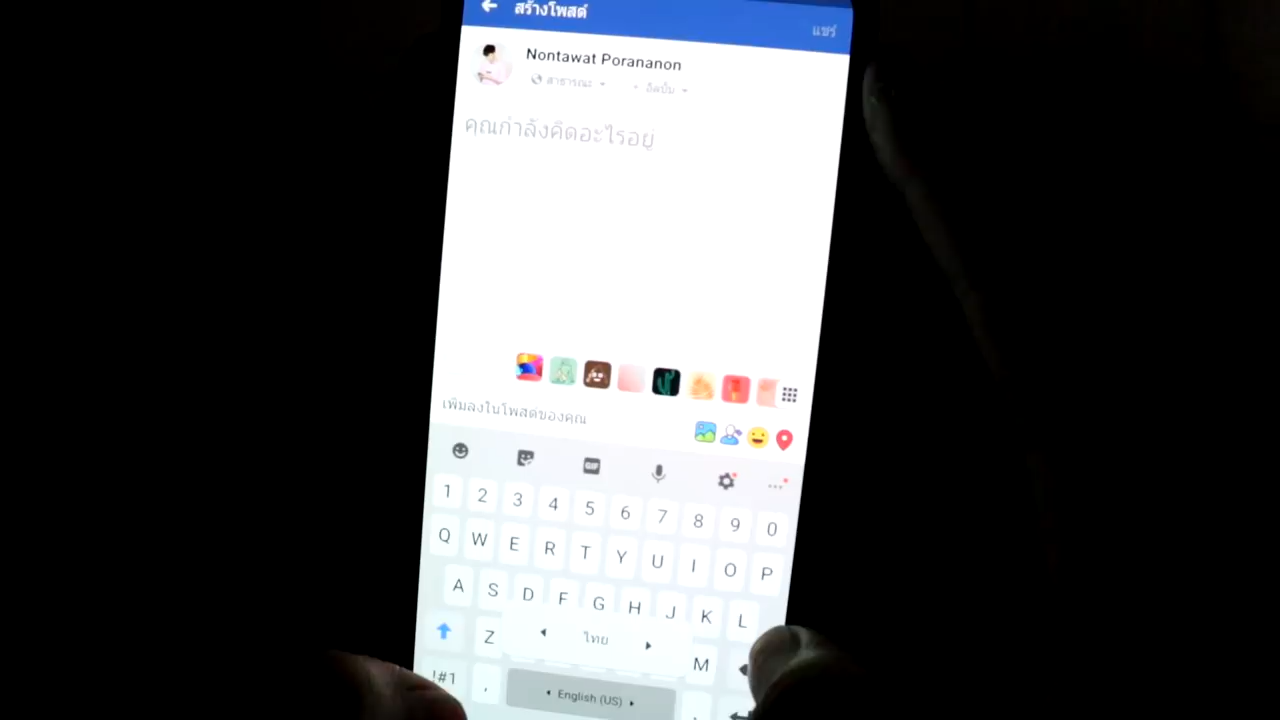 สร้างโพสต์
แชร์
Nontawat Porananon
สาธารณะ
อัลบั้ม
คุณกำลังคิดอะไรอยู่
เพิ่มลงในโพสต์ของคุณ
GIF
1 2 3 4 5 6 7 8 9 0
Q W E R T Y U I O P
A S D F G H J K L
Z ไทย M
!#1 , English (US) .